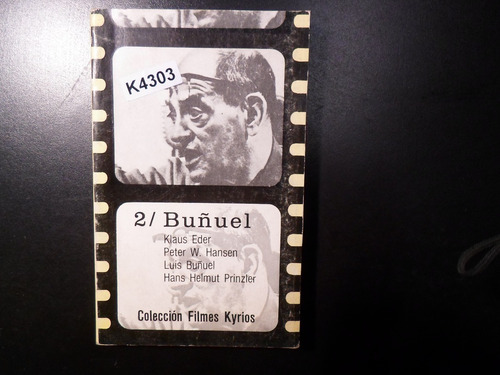 K4303
2/ Buñuel
Klaus Eder
Peter W. Hansen
Luis Buñuel
Hans Helmut Prinzler
Colección Filmes Kyrios